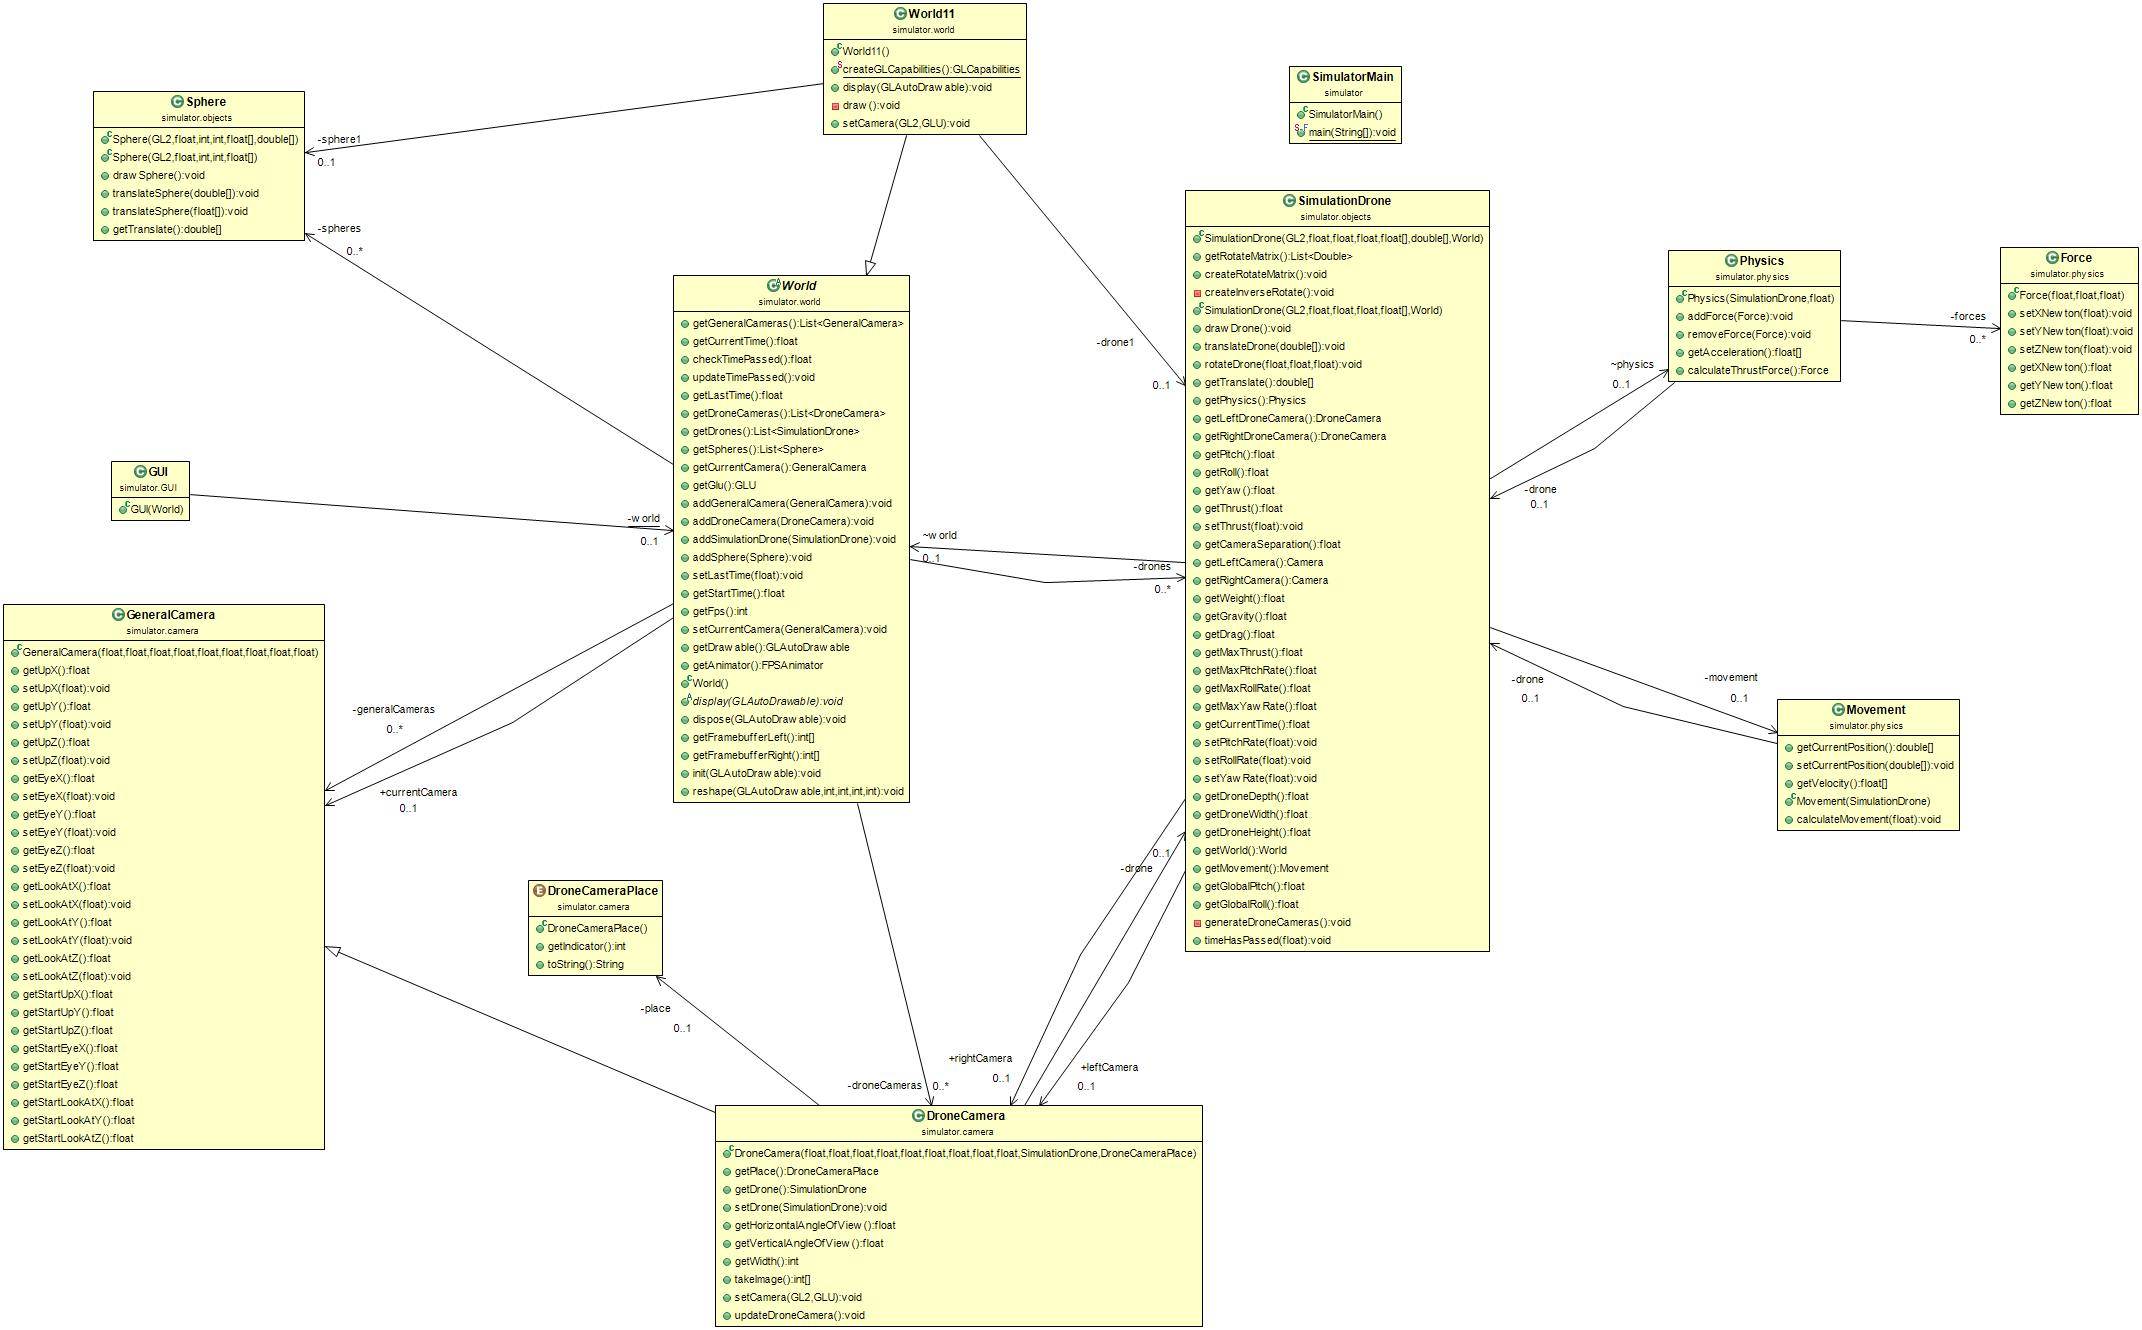 World11
simulator.world
World11()
createGLCapabilities():GLCapabilities
display(GLAutoDrawable):void
draw():void
setCamera(GL2,GLU):void
SimulatorMain
simulator
SimulatorMain()
main(String[]):void
Sphere
simulator.objects
Sphere(GL2,float,int,int,float[],double[])
Sphere(GL2,float,int,int,float[])
drawSphere():void
translateSphere(double[]):void
translateSphere(float[]):void
getTranslate():double[]
-sphere1
0..1
-spheres
0..*
World
simulator.world
getGeneralCameras():List<GeneralCamera>
getCurrentTime():float
checkTimePassed():float
updateTimePassed():void
getLastTime():float
getDroneCameras():List<DroneCamera>
getDrones():List<SimulationDrone>
getSpheres():List<Sphere>
getCurrentCamera():GeneralCamera
getGlu():GLU
addGeneralCamera(GeneralCamera):void
addDroneCamera(DroneCamera):void
addSimulationDrone(SimulationDrone):void
addSphere(Sphere):void
setLastTime(float):void
getStartTime():float
getFps():int
setCurrentCamera(GeneralCamera):void
getDrawable():GLAutoDrawable
getAnimator():FPSAnimator
World()
display(GLAutoDrawable):void
dispose(GLAutoDrawable):void
getFramebufferLeft():int[]
getFramebufferRight():int[]
init(GLAutoDrawable):void
reshape(GLAutoDrawable,int,int,int,int):void
-drone1
0..1
SimulationDrone
simulator.objects
SimulationDrone(GL2,float,float,float,float[],double[],World)
getRotateMatrix():List<Double>
createRotateMatrix():void
createInverseRotate():void
SimulationDrone(GL2,float,float,float,float[],World)
drawDrone():void
translateDrone(double[]):void
rotateDrone(float,float,float):void
getTranslate():double[]
getPhysics():Physics
getLeftDroneCamera():DroneCamera
getRightDroneCamera():DroneCamera
getPitch():float
getRoll():float
getYaw():float
getThrust():float
setThrust(float):void
getCameraSeparation():float
getLeftCamera():Camera
getRightCamera():Camera
getWeight():float
getGravity():float
getDrag():float
getMaxThrust():float
getMaxPitchRate():float
getMaxRollRate():float
getMaxYawRate():float
getCurrentTime():float
setPitchRate(float):void
setRollRate(float):void
setYawRate(float):void
getDroneDepth():float
getDroneWidth():float
getDroneHeight():float
getWorld():World
getMovement():Movement
getGlobalPitch():float
getGlobalRoll():float
generateDroneCameras():void
timeHasPassed(float):void
Physics
simulator.physics
Physics(SimulationDrone,float)
addForce(Force):void
removeForce(Force):void
getAcceleration():float[]
calculateThrustForce():Force
-forces
0..*
Force
simulator.physics
Force(float,float,float)
setXNewton(float):void
setYNewton(float):void
setZNewton(float):void
getXNewton():float
getYNewton():float
getZNewton():float
~physics
0..1
-drone
0..1
GUI
simulator.GUI
GUI(World)
-world
0..1
~world
0..1
-drones
0..*
-movement
0..1
-drone
0..1
Movement
simulator.physics
getCurrentPosition():double[]
setCurrentPosition(double[]):void
getVelocity():float[]
Movement(SimulationDrone)
calculateMovement(float):void
GeneralCamera
simulator.camera
GeneralCamera(float,float,float,float,float,float,float,float,float)
getUpX():float
setUpX(float):void
getUpY():float
setUpY(float):void
getUpZ():float
setUpZ(float):void
getEyeX():float
setEyeX(float):void
getEyeY():float
setEyeY(float):void
getEyeZ():float
setEyeZ(float):void
getLookAtX():float
setLookAtX(float):void
getLookAtY():float
setLookAtY(float):void
getLookAtZ():float
setLookAtZ(float):void
getStartUpX():float
getStartUpY():float
getStartUpZ():float
getStartEyeX():float
getStartEyeY():float
getStartEyeZ():float
getStartLookAtX():float
getStartLookAtY():float
getStartLookAtZ():float
-generalCameras
0..*
+currentCamera
0..1
DroneCameraPlace
simulator.camera
DroneCameraPlace()
getIndicator():int
toString():String
-place
0..1
0..1
-drone
+rightCamera
0..1
+leftCamera
0..1
-droneCameras
0..*
DroneCamera
simulator.camera
DroneCamera(float,float,float,float,float,float,float,float,float,SimulationDrone,DroneCameraPlace)
getPlace():DroneCameraPlace
getDrone():SimulationDrone
setDrone(SimulationDrone):void
getHorizontalAngleOfView():float
getVerticalAngleOfView():float
getWidth():int
takeImage():int[]
setCamera(GL2,GLU):void
updateDroneCamera():void